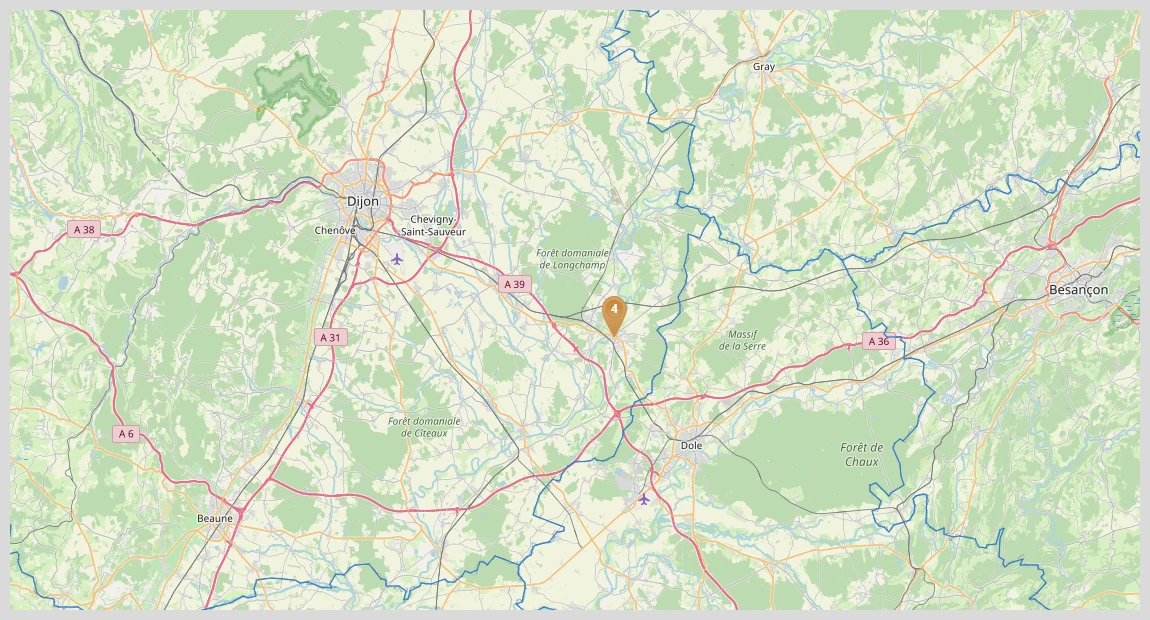 Gray
Dijon
Chevigny-
Saint-Sauveur
Chenôve
A 38
Forêt domaniale
de Longchamp
A 39
Besançon
4
A 31
Massif
de la Serre
A 36
Forêt domaniale
de Cîteaux
A 6
Dole
Forêt de
Chaux
Beaune